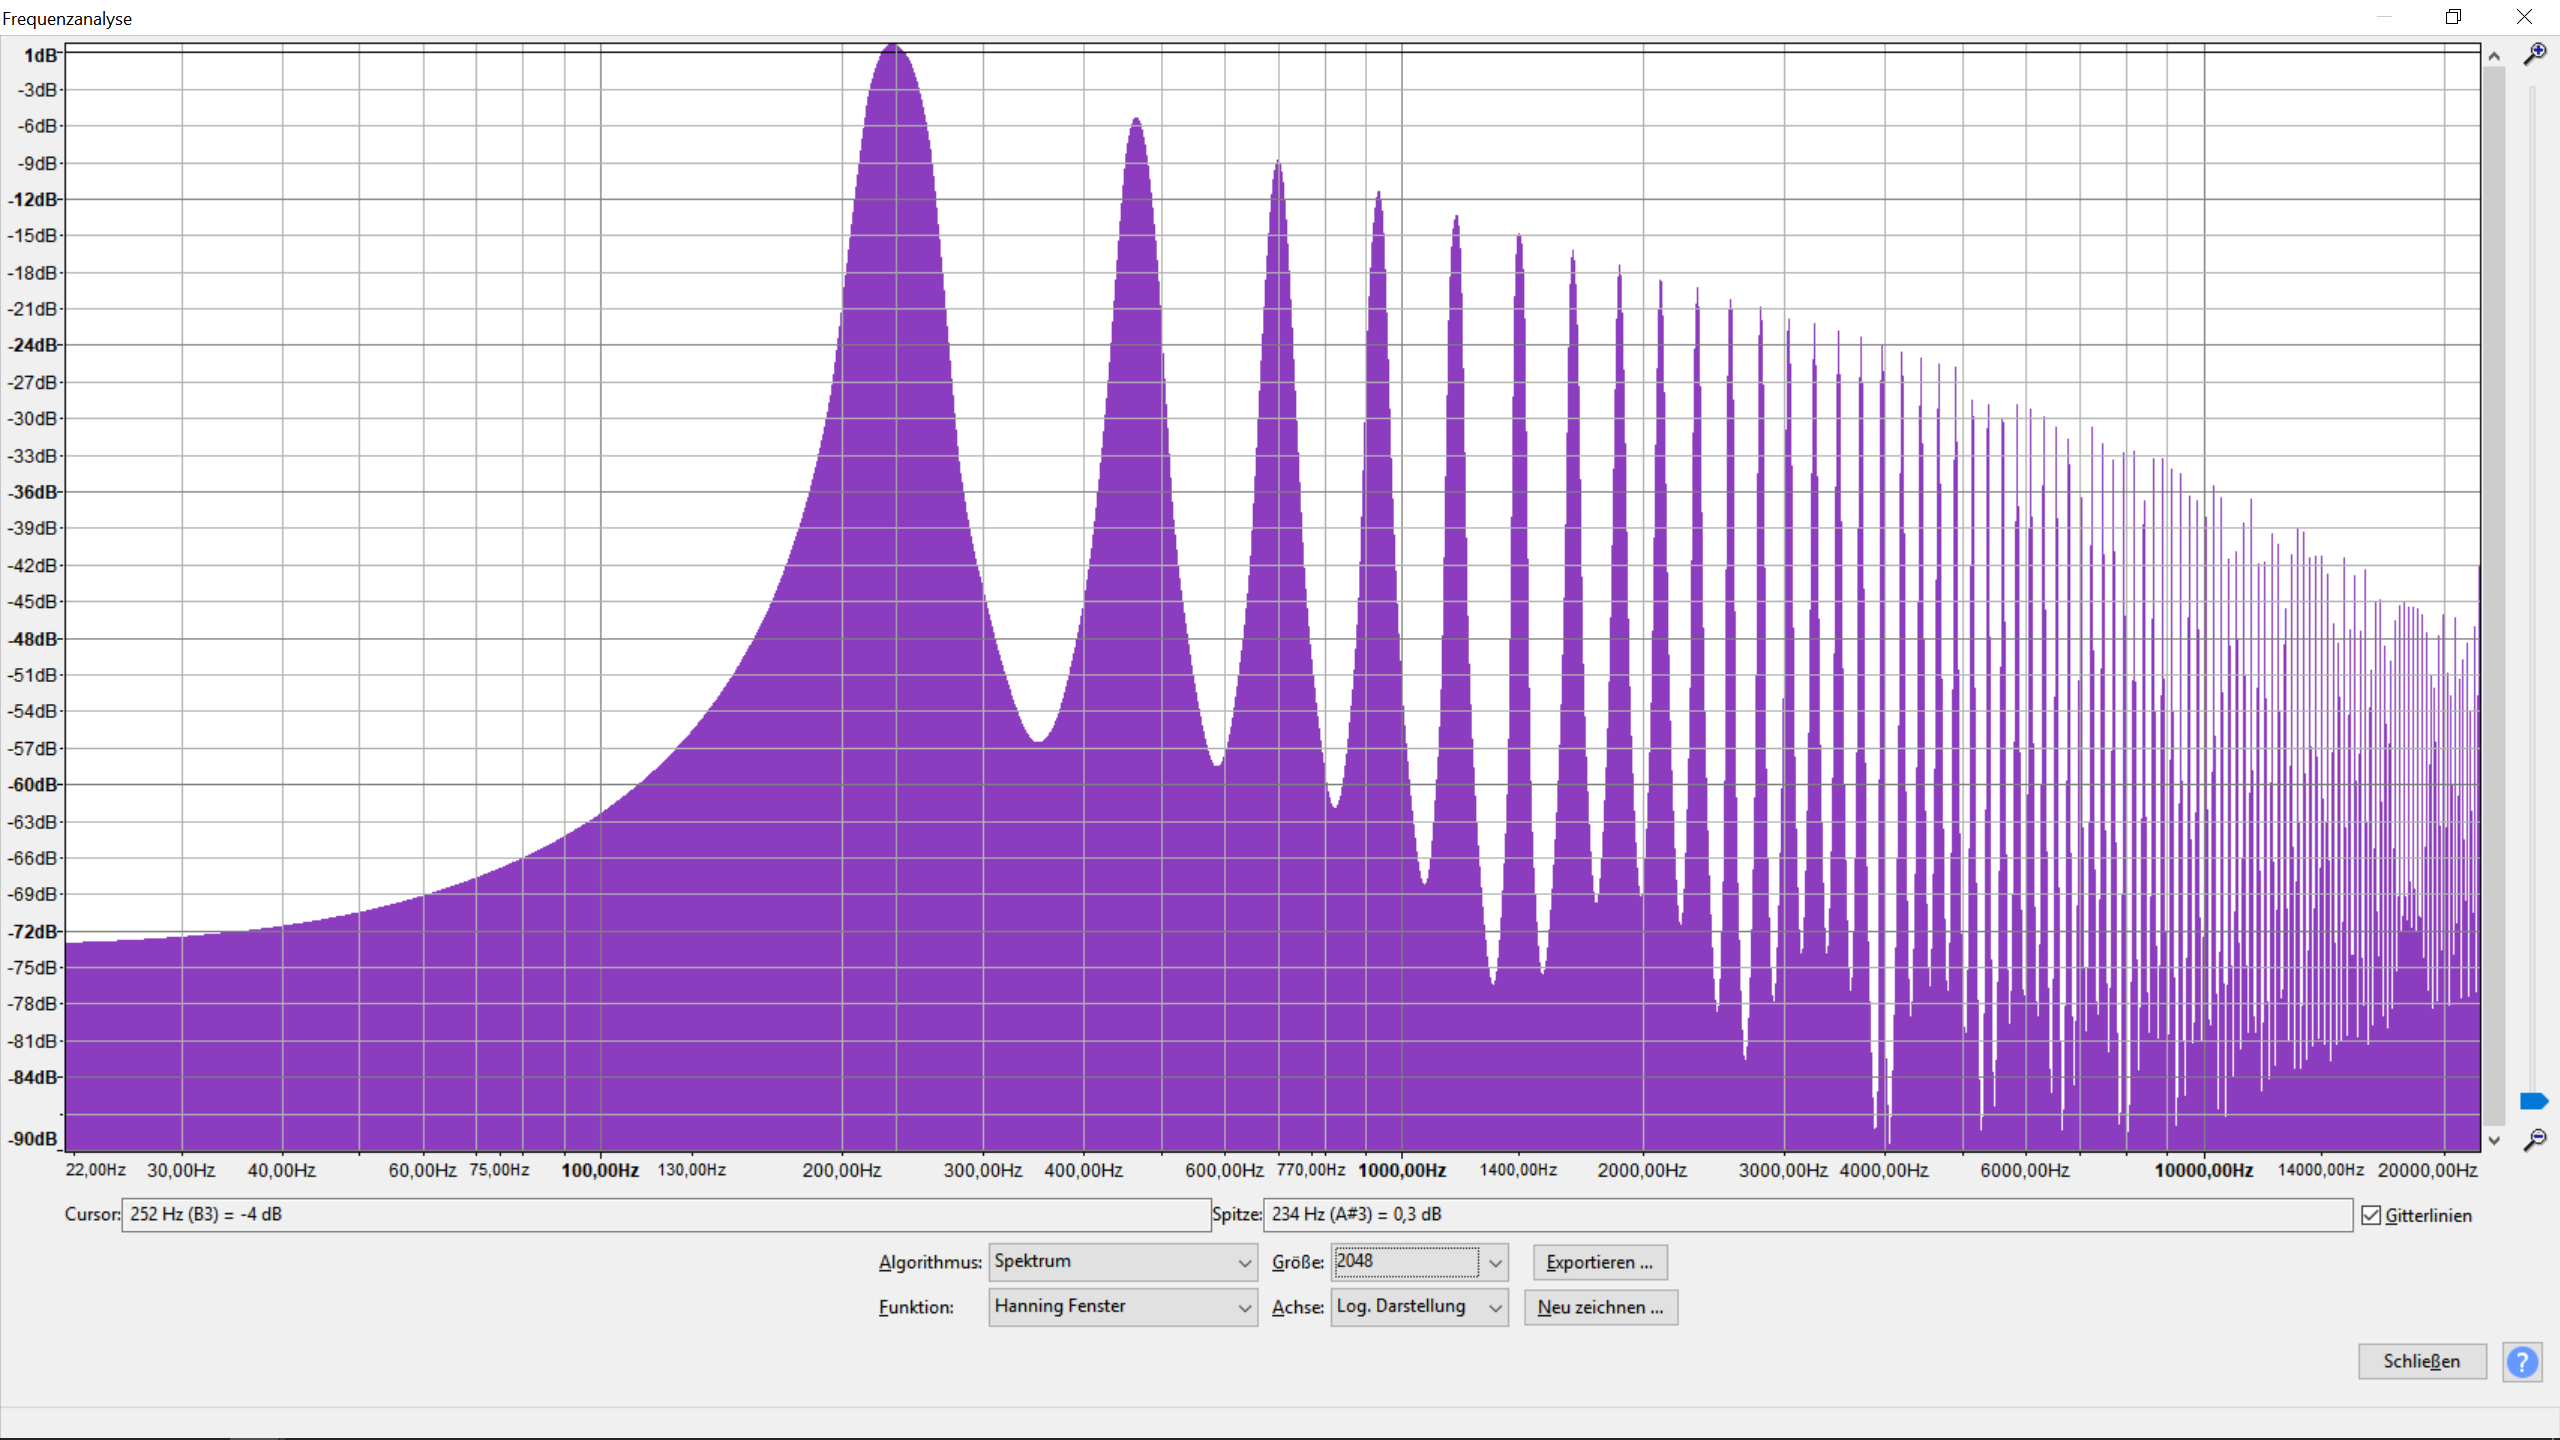 Frequenzanalyse
1dB
-3dB
-6dB
-9dB
-12dB
-15dB
-18dB
-21dB
-24dB
-27dB
-30dB
-33dB
-36dB
-39dB
-42dB
-45dB
-48dB
-51dB
-54dB
-57dB
-60dB
-63dB
-66dB
-69dB
-72dB
-75dB
-78dB
-81dB
-84dB
-90dB
22,00Hz 30,00Hz 40,00Hz 60,00Hz 75,00Hz 100,00Hz 130,00Hz 200,00Hz 300,00Hz 400,00Hz 600,00Hz 770,00Hz 1000,00Hz 1400,00Hz 2000,00Hz 3000,00Hz 4000,00Hz 6000,00Hz 10000,00Hz 14000,00Hz 20000,00Hz
Cursor: 252 Hz (B3) = -4 dB Spitze: 234 Hz (A#3) = 0,3 dB Gitterlinien
Algorithmus: Spektrum Größe: 2048 Exportieren ...
Funktion: Hanning Fenster Achse: Log. Darstellung Neu zeichnen ...
Schließen ?